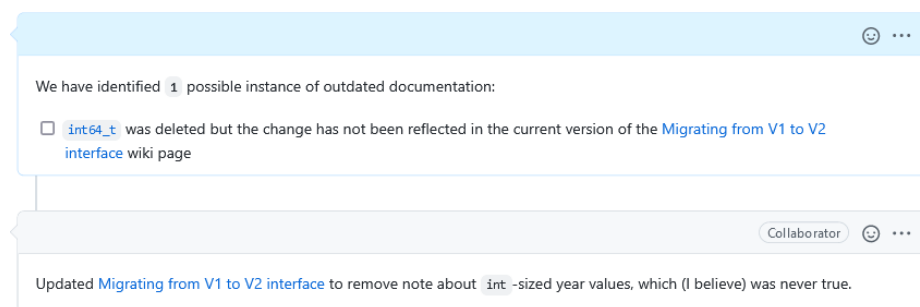 We have identified 1 possible instance of outdated documentation:
int64_t was deleted but the change has not been reflected in the current version of the Migrating from V1 to V2
interface wiki page
Collaborator
Updated Migrating from V1 to V2 interface to remove note about int -sized year values, which (I believe) was never true.